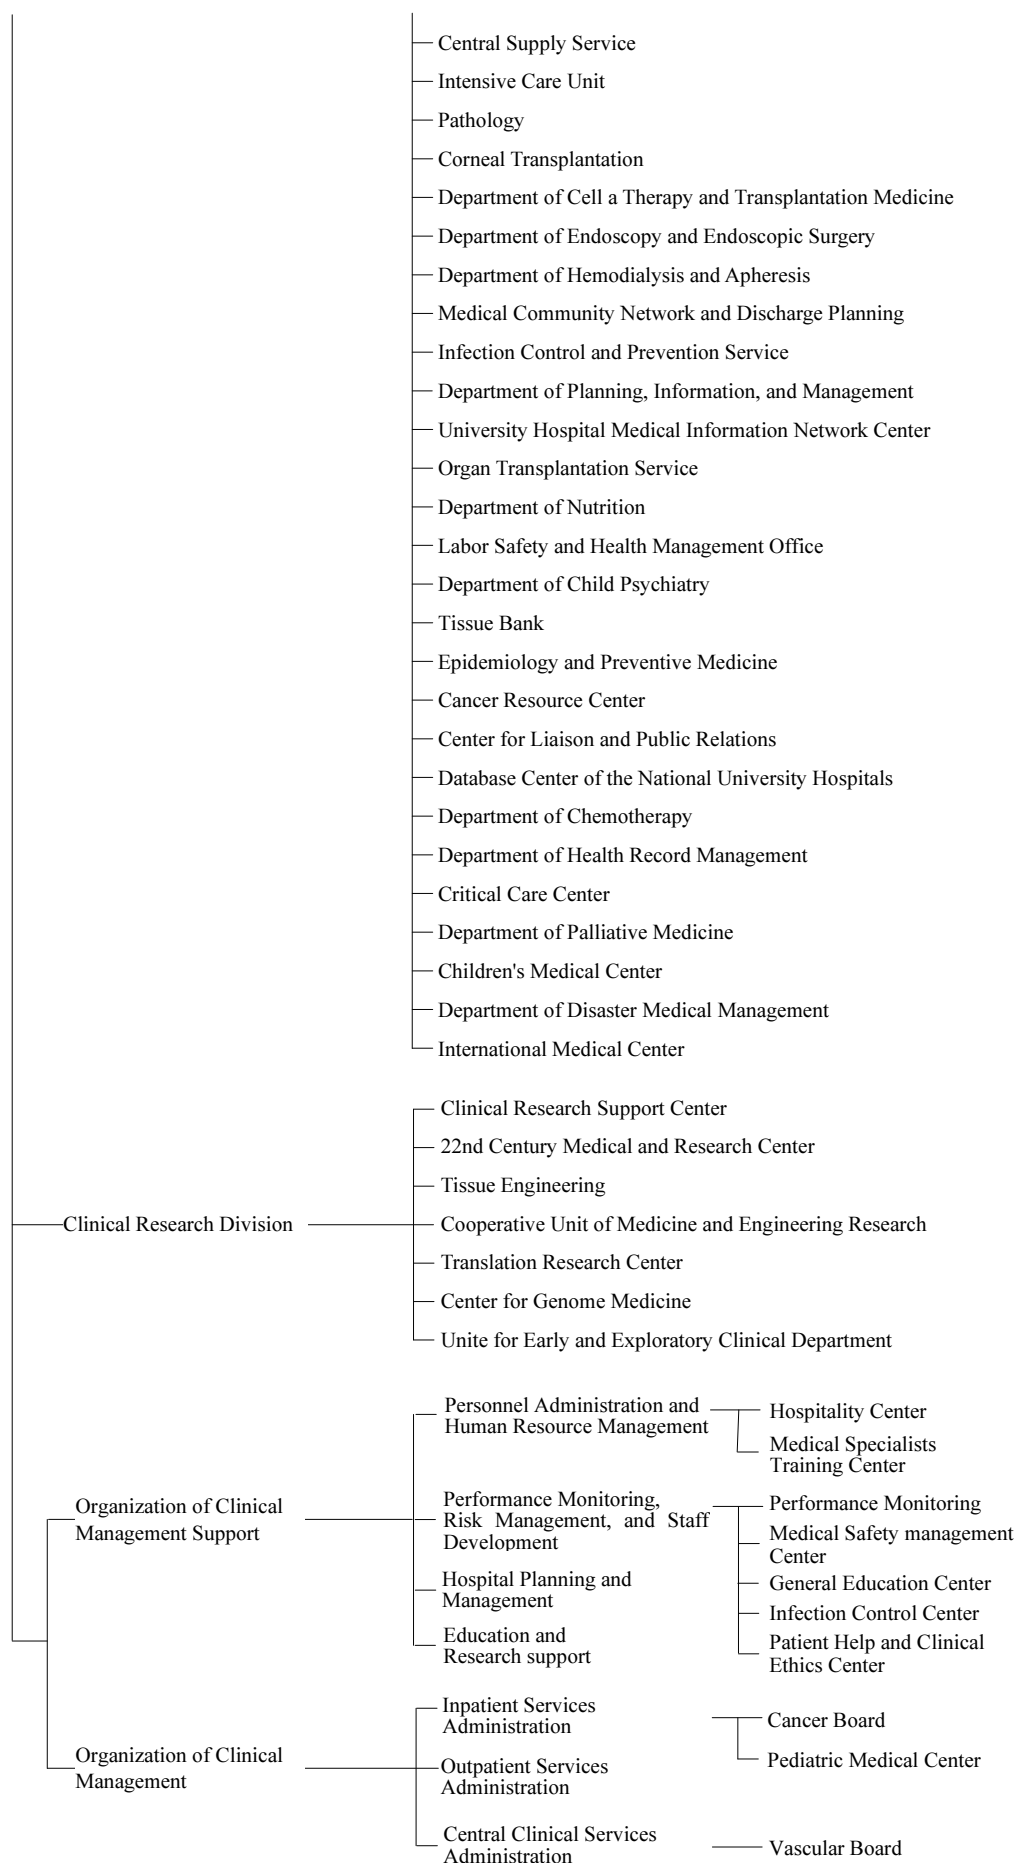 Central Supply Service
Intensive Care Unit
Pathology
Corneal Transplantation
Department of Cell a Therapy and Transplantation Medicine
Department of Endoscopy and Endoscopic Surgery
Department of Hemodialysis and Apheresis
Medical Community Network and Discharge Planning
Infection Control and Prevention Service
Department of Planning, Information, and Management
University Hospital Medical Information Network Center
Organ Transplantation Service
Department of Nutrition
Labor Safety and Health Management Office
Department of Child Psychiatry
Tissue Bank
Epidemiology and Preventive Medicine
Cancer Resource Center
Center for Liaison and Public Relations
Database Center of the National University Hospitals
Department of Chemotherapy
Department of Health Record Management
Critical Care Center
Department of Palliative Medicine
Children's Medical Center
Department of Disaster Medical Management
International Medical Center
Clinical Research Division
Clinical Research Support Center
22nd Century Medical and Research Center
Tissue Engineering
Cooperative Unit of Medicine and Engineering Research
Translation Research Center
Center for Genome Medicine
Unite for Early and Exploratory Clinical Department
Organization of Clinical
Management Support
Personnel Administration and
Human Resource Management
Hospitality Center
Medical Specialists
Training Center
Performance Monitoring,
Risk Management, and Staff
Development
Performance Monitoring
Medical Safety management
Center
General Education Center
Infection Control Center
Patient Help and Clinical
Ethics Center
Hospital Planning and
Management
Education and
Research support
Organization of Clinical
Management
Inpatient Services
Administration
Cancer Board
Pediatric Medical Center
Outpatient Services
Administration
Central Clinical Services
Administration
Vascular Board